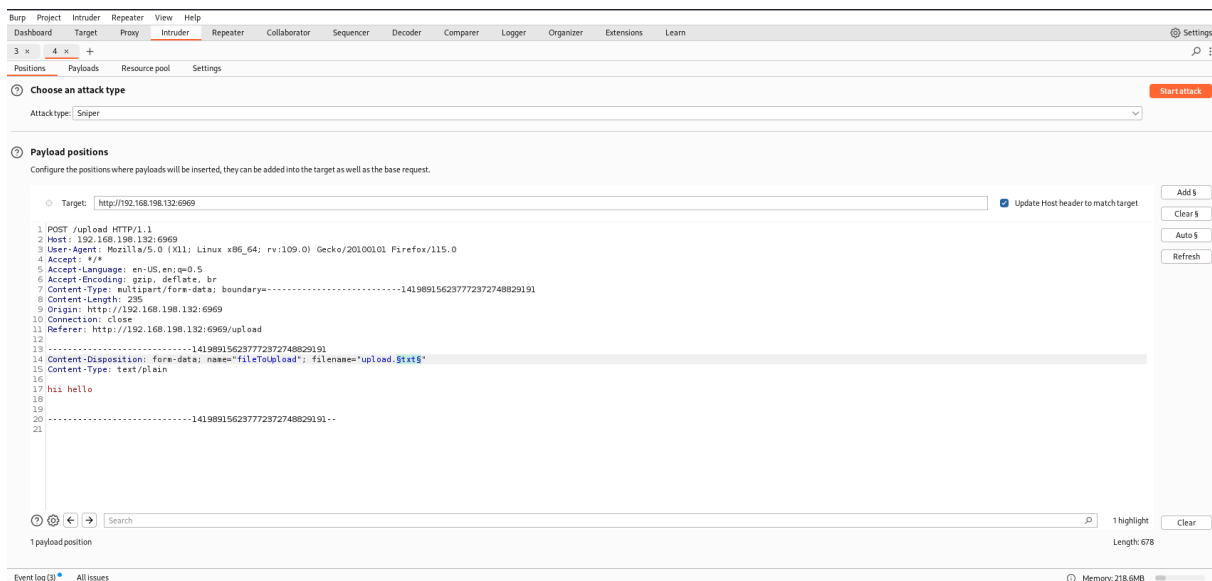 Burp Project Intruder Repeater View Help
Dashboard Target Proxy Intruder Repeater Collaborator Sequencer Decoder Comparer Logger Organizer Extensions Learn Settings
3 × 4 × +
Positions Payloads Resource pool Settings
? Choose an attack type
Start attack
Attack type: Sniper
? Payload positions
Configure the positions where payloads will be inserted, they can be added into the target as well as the base request.
Add §
Target: http://192.168.198.132:6969 Update Host header to match target
Clear §
1 POST /upload HTTP/1.1
2 Host: 192.168.198.132:6969
Auto §
3 User-Agent: Mozilla/5.0 (X11; Linux x86_64; rv:109.0) Gecko/20100101 Firefox/115.0
4 Accept: */*
5 Accept-Language: en-US,en;q=0.5
Refresh
6 Accept-Encoding: gzip, deflate, br
7 Content-Type: multipart/form-data; boundary=---------------------------141989156237772372748829191
8 Content-Length: 235
9 Origin: http://192.168.198.132:6969
10 Connection: close
11 Referer: http://192.168.198.132:6969/upload
12
13 -----------------------------141989156237772372748829191
14 Content-Disposition: form-data; name="fileToUpload"; filename="upload.§txt§"
15 Content-Type: text/plain
16
17 hii hello
18
19
20 -----------------------------141989156237772372748829191--
21
? Search 1 highlight Clear
1 payload position Length: 678
Event log (3) All issues Memory: 218.6MB